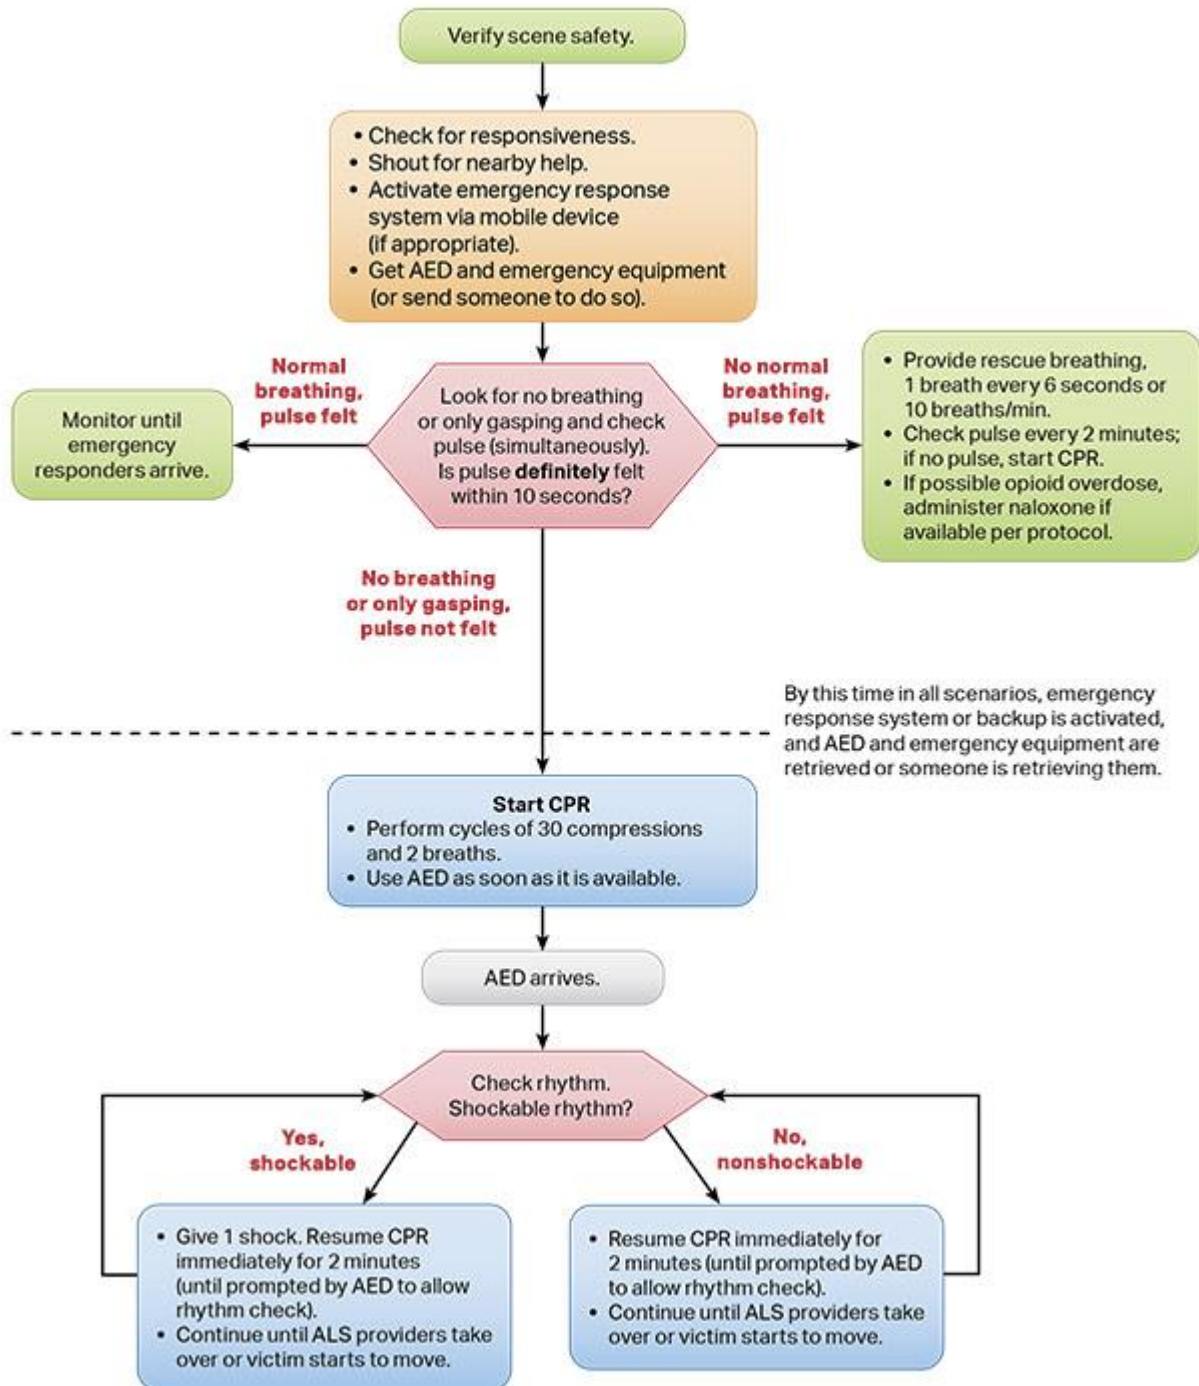 Verify scene safety.
• Check for responsiveness.
• Shout for nearby help.
• Activate emergency response
system via mobile device
(if appropriate).
• Get AED and emergency equipment
(or send someone to do so).
Normal
breathing,
pulse felt
Look for no breathing
or only gasping and check
pulse (simultaneously).
Is pulse definitely felt
within 10 seconds?
No normal
breathing,
pulse felt
Monitor until
emergency
responders arrive.
• Provide rescue breathing,
1 breath every 6 seconds or
10 breaths/min.
• Check pulse every 2 minutes;
if no pulse, start CPR.
• If possible opioid overdose,
administer naloxone if
available per protocol.
No breathing
or only gasping,
pulse not felt
By this time in all scenarios, emergency
response system or backup is activated,
and AED and emergency equipment are
retrieved or someone is retrieving them.
Start CPR
• Perform cycles of 30 compressions
and 2 breaths.
• Use AED as soon as it is available.
AED arrives.
Check rhythm.
Shockable rhythm?
Yes,
shockable
No,
nonshockable
• Give 1 shock. Resume CPR
immediately for 2 minutes
(until prompted by AED to allow
rhythm check).
• Continue until ALS providers take
over or victim starts to move.
• Resume CPR immediately for
2 minutes (until prompted by AED
to allow rhythm check).
• Continue until ALS providers take
over or victim starts to move.